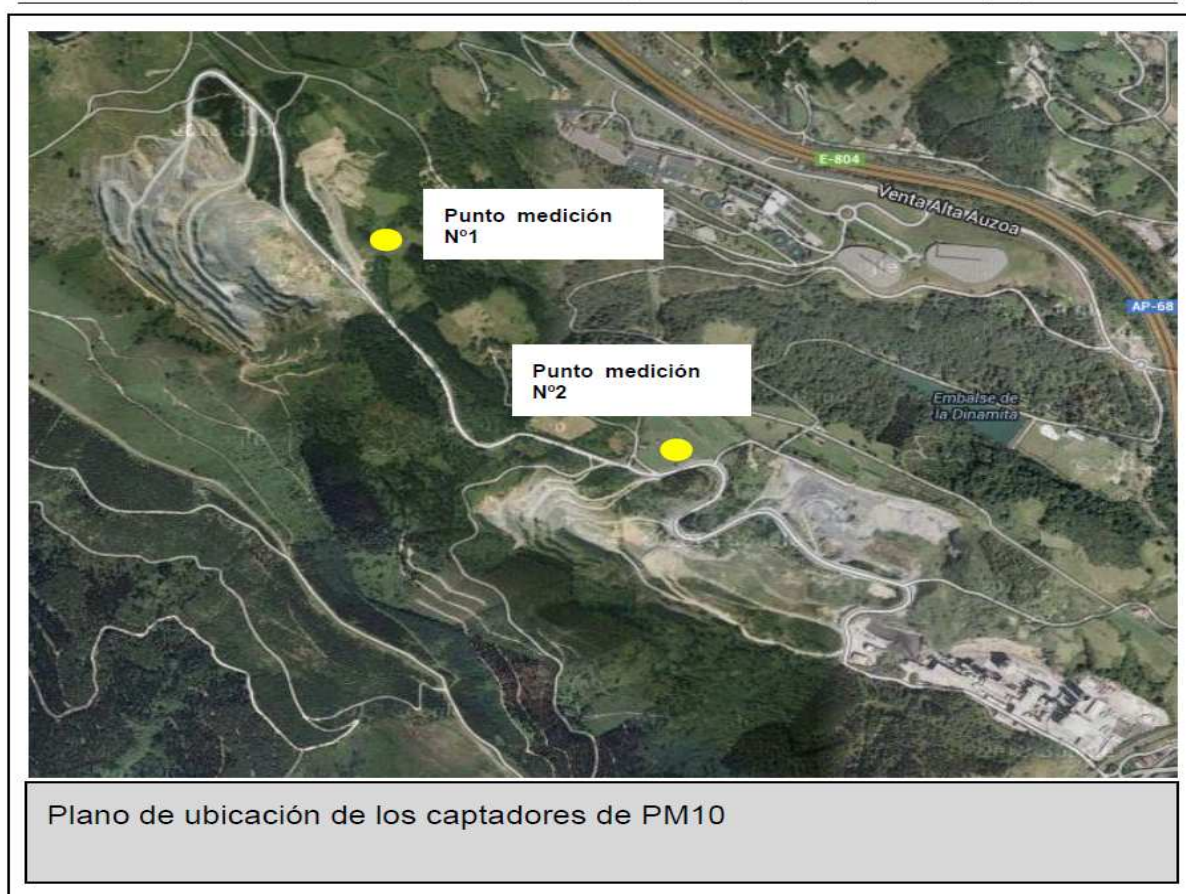 Punto medición
Nº1
E-804
Venta Alta Auzoa
AP-68
Punto medición
Nº2
Embalse de
la Dinamita
Plano de ubicación de los captadores de PM10